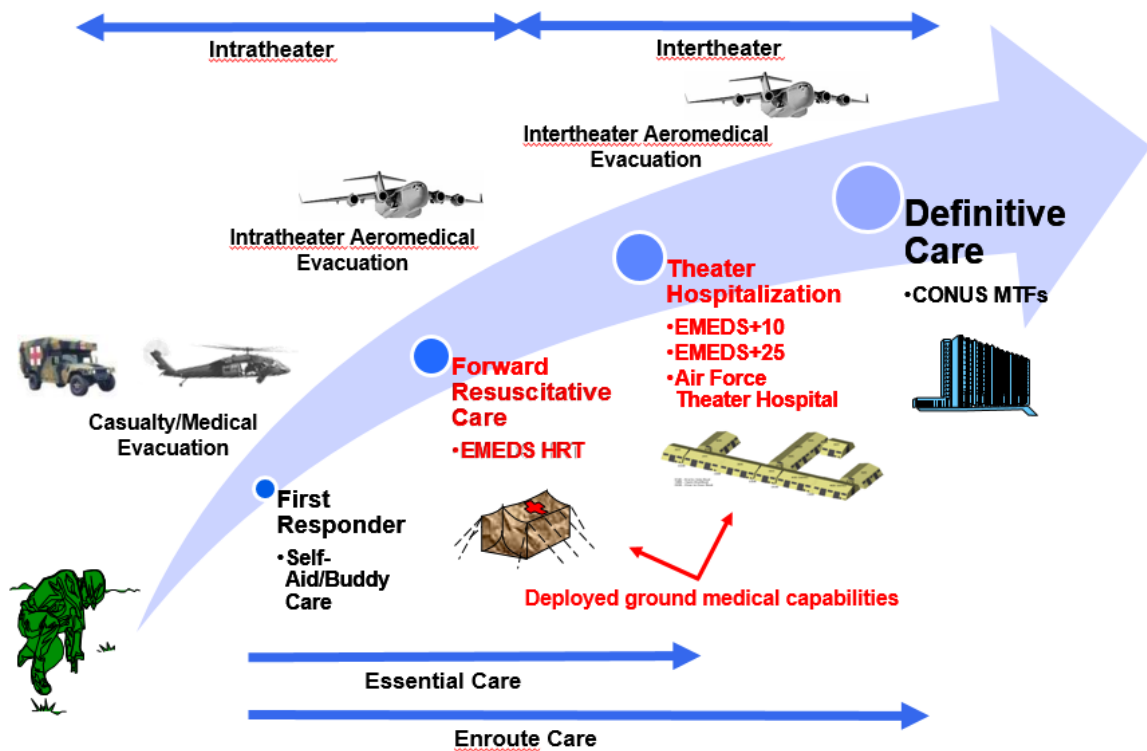 Intratheater
Intertheater
Intertheater Aeromedical
Evacuation
Intratheater Aeromedical
Evacuation
Definitive
Care
•CONUS MTFs
Theater
Hospitalization
•EMEDS+10
•EMEDS+25
•Air Force
Theater Hospital
Forward
Resuscitative
Care
•EMEDS HRT
Casualty/Medical
Evacuation
First
Responder
•Self-
Aid/Buddy
Care
Deployed ground medical capabilities
Essential Care
Enroute Care